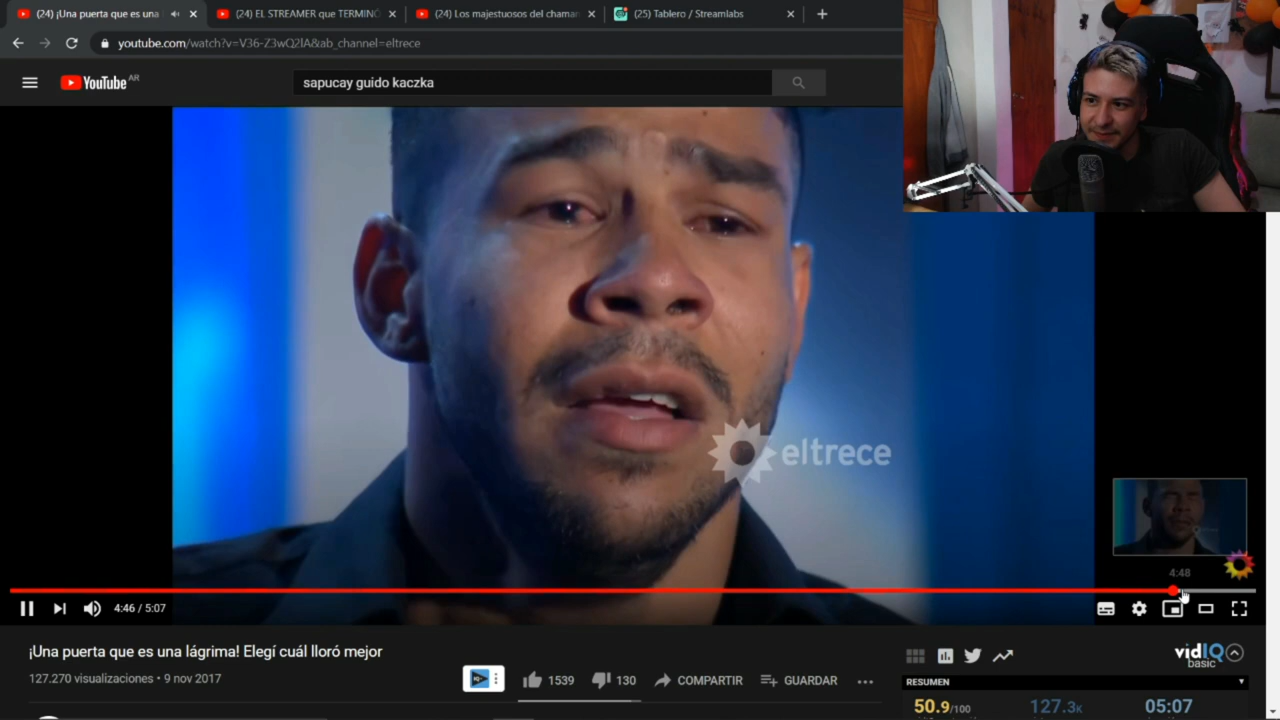 (24) ¡Una puerta que es una
(24) EL STREAMER que TERMINÓ
(24) Los majestuosos del chaman
(25) Tablero / Streamlabs
youtube.com/watch?v=V36-Z3wQ2lA&ab_channel=eltrece
YouTube AR
sapucay guido kaczka
eltrece
4:48
4:46 / 5:07
¡Una puerta que es una lágrima! Elegí cuál lloró mejor
127.270 visualizaciones • 9 nov 2017
1539
130
COMPARTIR
GUARDAR
vidIQ
basic
RESUMEN
50.9/100
127.3k
05:07